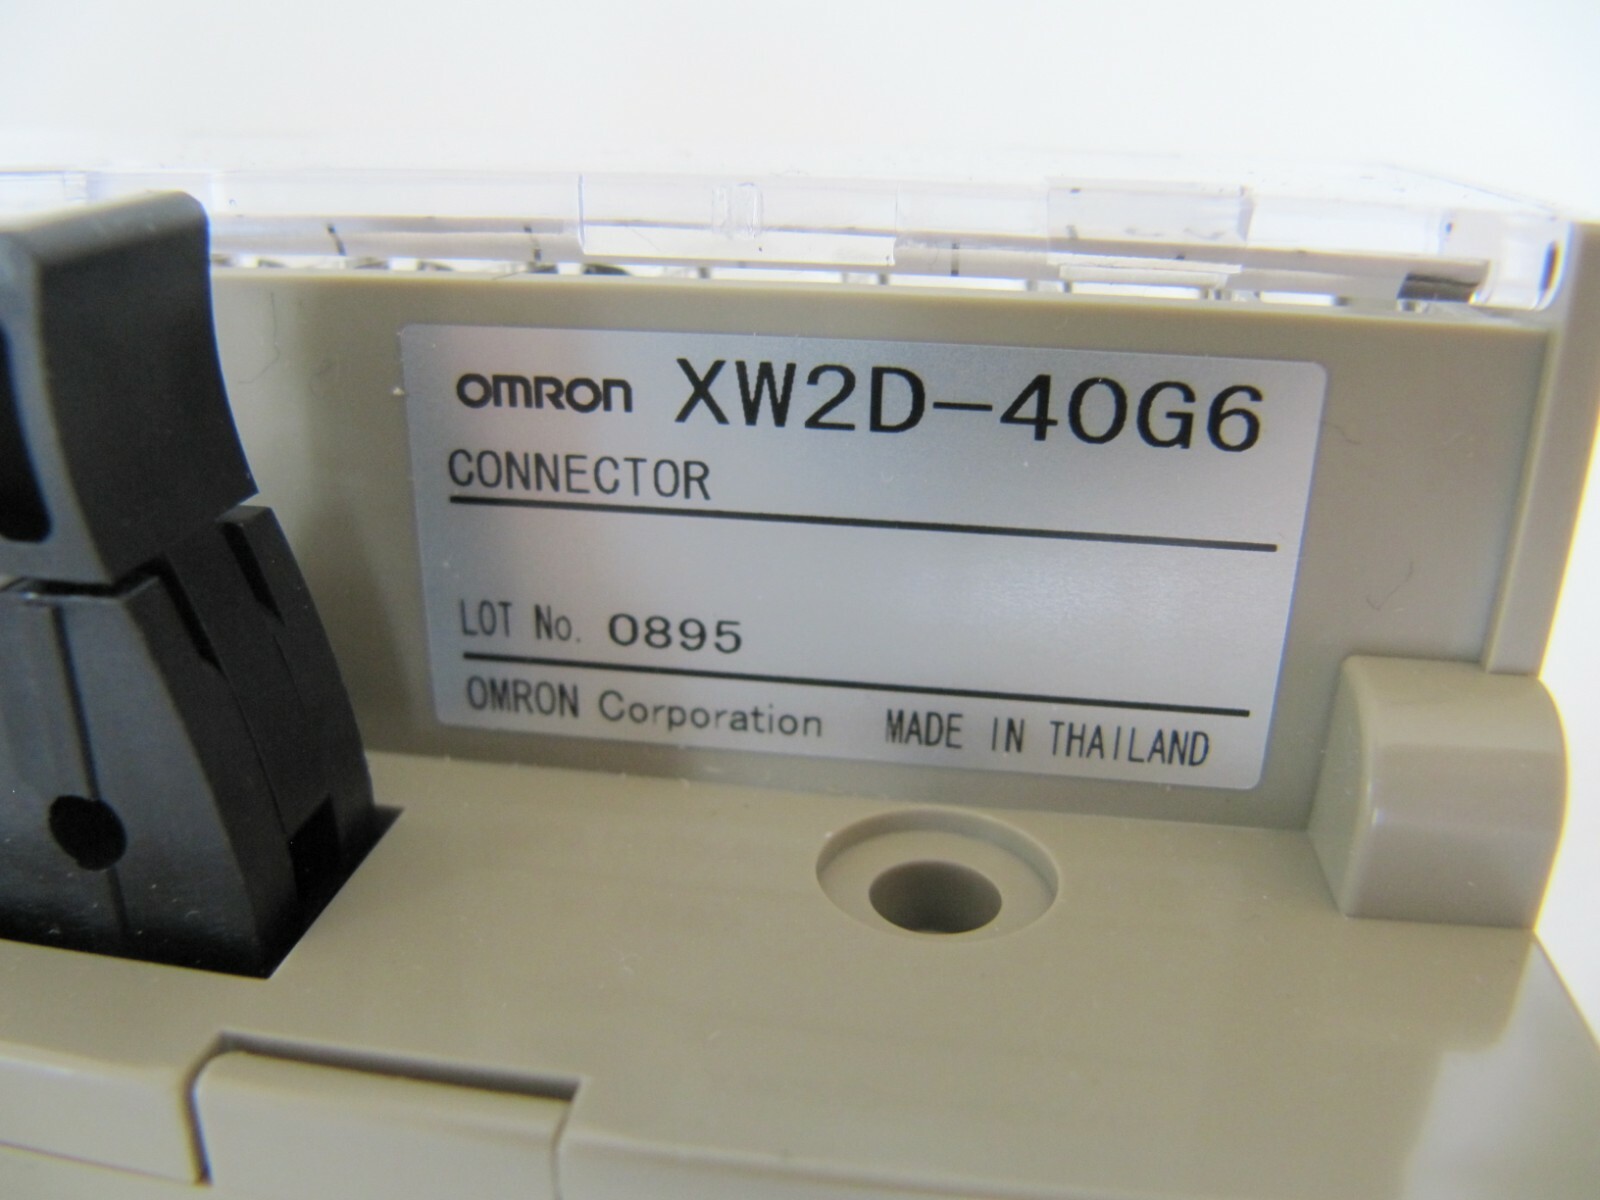 OMRON XW2D-40G6
CONNECTOR
LOT No. 0895
OMRON Corporation MADE IN THAILAND